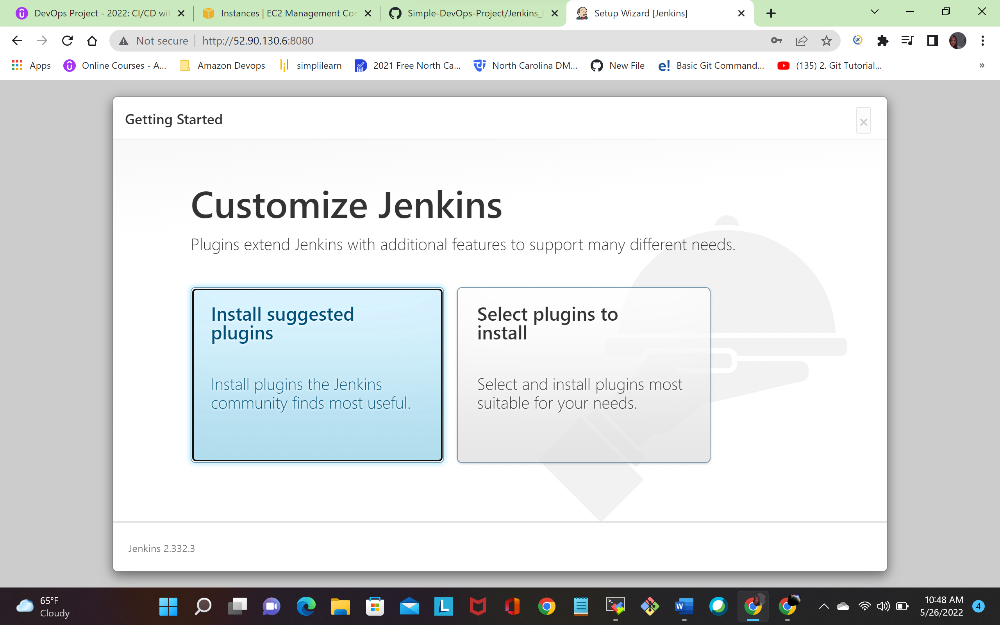 DevOps Project - 2022: CI/CD wit
Instances | EC2 Management Con
Simple-DevOps-Project/Jenkins_
Setup Wizard [Jenkins]
Not secure
http://52.90.130.6:8080
Apps
Online Courses - A...
Amazon Devops
simplilearn
2021 Free North Ca...
North Carolina DM...
New File
e! Basic Git Command...
(135) 2. Git Tutorial...
»
Getting Started
Customize Jenkins
Plugins extend Jenkins with additional features to support many different needs.
Install suggested
plugins
Install plugins the Jenkins
community finds most useful.
Select plugins to
install
Select and install plugins most
suitable for your needs.
Jenkins 2.332.3
65°F
Cloudy
10:48 AM
5/26/2022
4